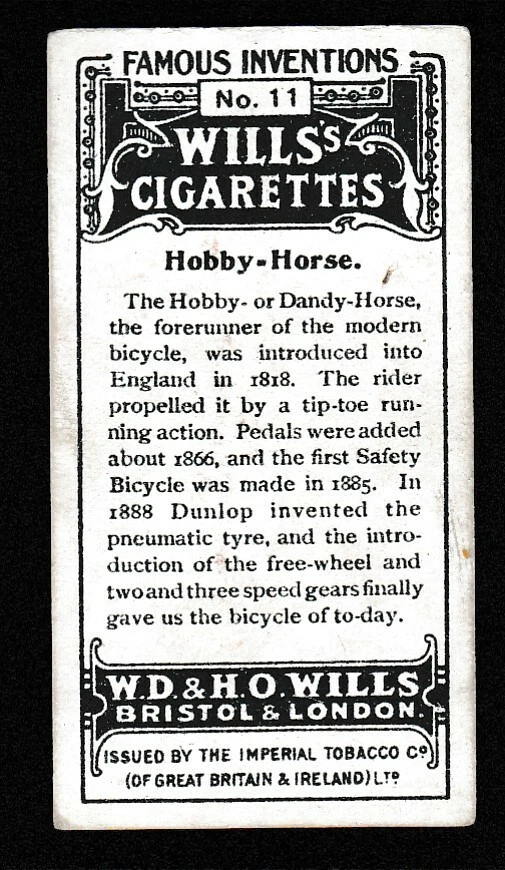 FAMOUS INVENTIONS
No. 11
WILLS's
CIGARETTES
Hobby-Horse.
The Hobby- or Dandy-Horse,
the forerunner of the modern
bicycle, was introduced into
England in 1818. The rider
propelled it by a tip-toe run-
ning action. Pedals were added
about 1866, and the first Safety
Bicycle was made in 1885. In
1888 Dunlop invented the
pneumatic tyre, and the intro-
duction of the free-wheel and
two and three speed gears finally
gave us the bicycle of to-day.
W.D. & H.O. WILLS
BRISTOL & LONDON.
ISSUED BY THE IMPERIAL TOBACCO Co.
(OF GREAT BRITAIN & IRELAND) LTD